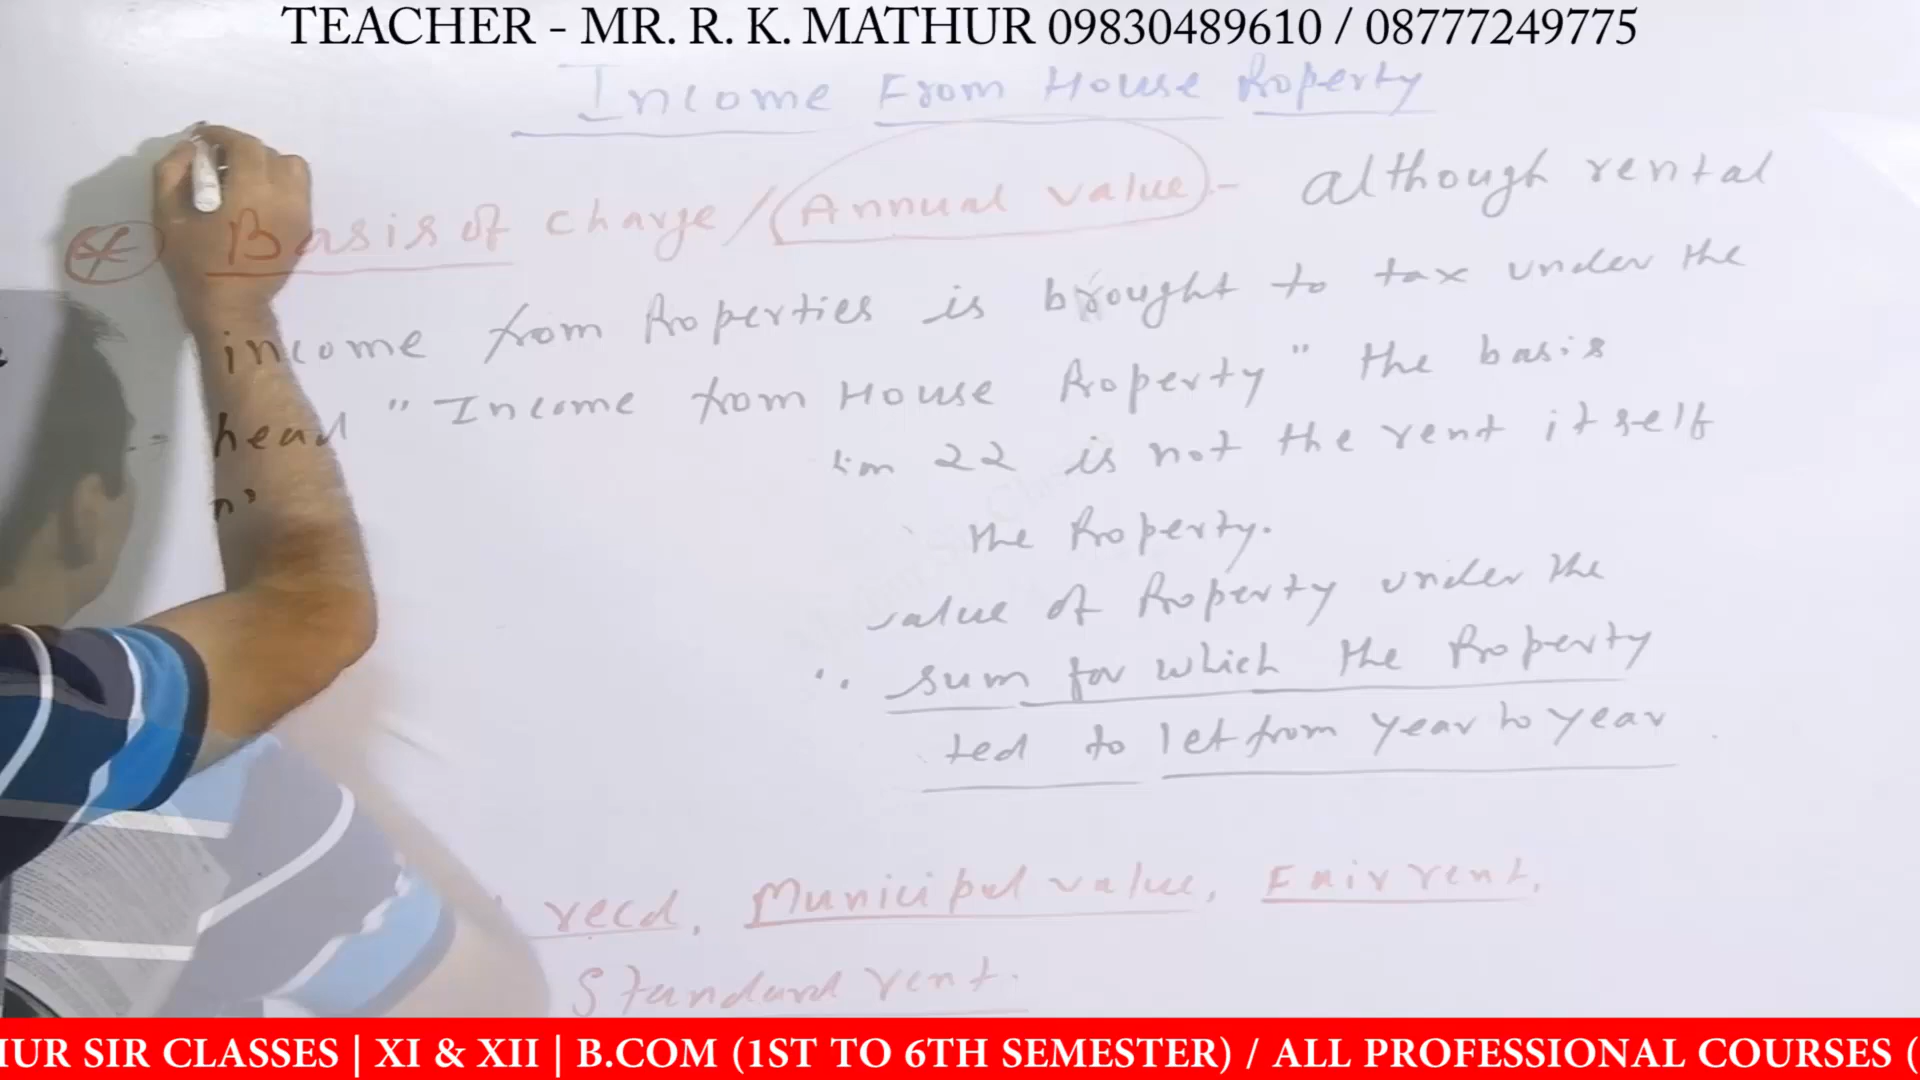 TEACHER - MR. R. K. MATHUR 09830489610 / 08777249775
Income From House Property
Basis of charge / Annual value :- although rental
income from Properties is brought to tax under the
head "Income from House Property" the basis
22 is not the rent itself
the Property.
value of Property under the
sum for which the Property
ted to let from year to year
recd, Municipal value, Fair rent,
Standard rent.
HUR SIR CLASSES | XI & XII | B.COM (1ST TO 6TH SEMESTER) / ALL PROFESSIONAL COURSES (